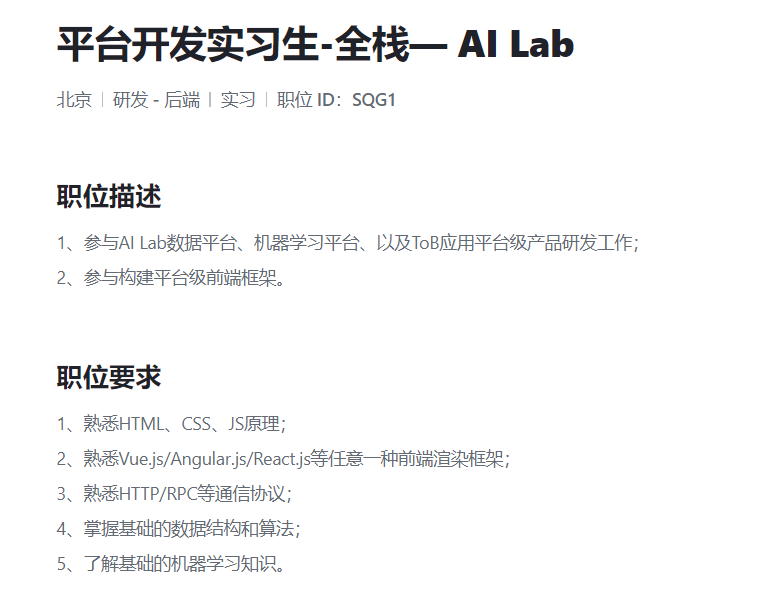 平台开发实习生-全栈— AI Lab
北京 | 研发 - 后端 | 实习 | 职位 ID：SQG1
职位描述
1、参与AI Lab数据平台、机器学习平台、以及ToB应用平台级产品研发工作；
2、参与构建平台级前端框架。
职位要求
1、熟悉HTML、CSS、JS原理；
2、熟悉Vue.js/Angular.js/React.js等任意一种前端渲染框架；
3、熟悉HTTP/RPC等通信协议；
4、掌握基础的数据结构和算法；
5、了解基础的机器学习知识。